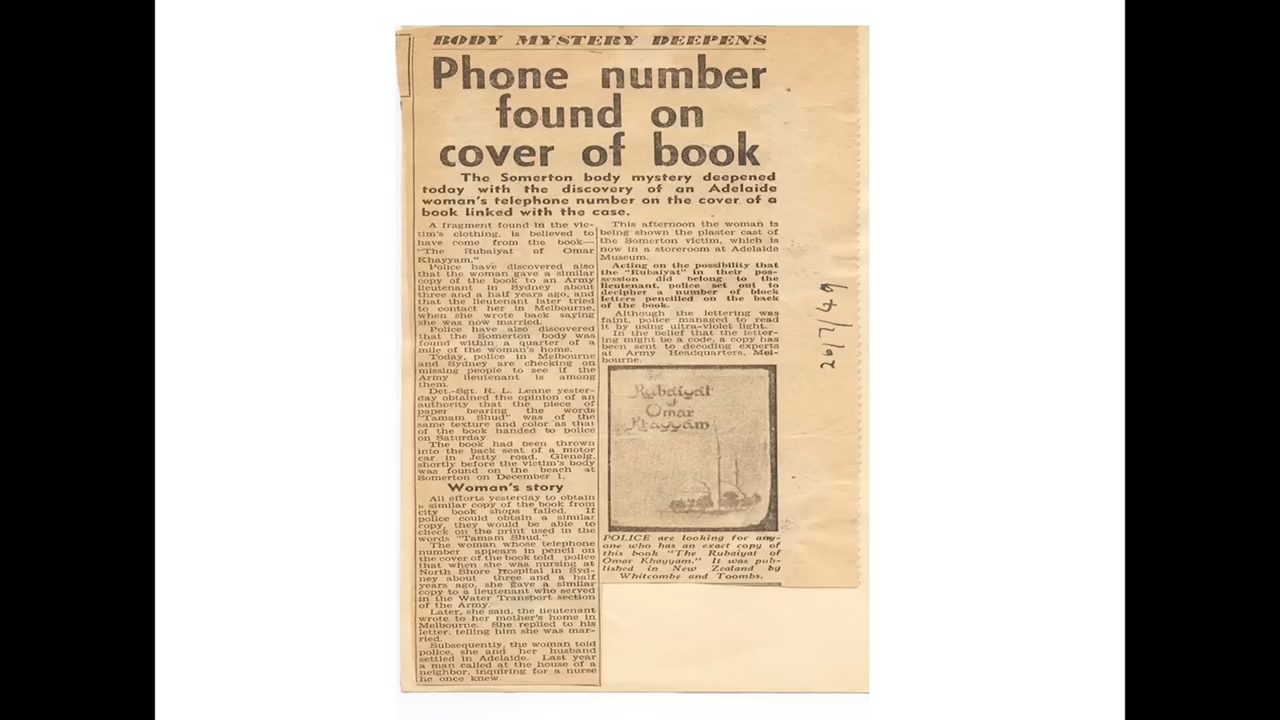 BODY MYSTERY DEEPENS
Phone number
found on
cover of book
The Somerton body mystery deepened
today with the discovery of an Adelaide
woman's telephone number on the cover of a
book linked with the case.
A fragment found in the vic-
tim's clothing, is believed to
have come from the book—
"The Rubaiyat of Omar
Khayyam."
Police have discovered also
that the woman gave a similar
copy of the book to an Army
lieutenant in Sydney about
three and a half years ago, and
that the lieutenant later tried
to contact her in Melbourne,
when she wrote back saying
she was now married.
Police have also discovered
that the Somerton body was
found within a quarter of a
mile of the woman's home.
Today, police in Melbourne
and Sydney are checking on
missing people to see if the
Army lieutenant is among
them.
Det.-Sgt. R. L. Leane yester-
day obtained the opinion of an
authority that the piece of
paper bearing the words
"Tamam Shud" was of the
same texture and color as that
of the book handed to police
on Saturday
The book had been thrown
into the back seat of a motor
car in Jetty road, Glenelg,
shortly before the victim's body
was found on the beach at
Somerton on December 1.
Woman's story
All efforts yesterday to obtain
a similar copy of the book from
city book shops failed. If
police could obtain a similar
copy, they would be able to
check on the print used in the
words "Tamam Shud."
The woman whose telephone
number appears in pencil on
the cover of the book told police
that when she was nursing at
North Shore Hospital in Syd-
ney about three and a half
years ago, she gave a similar
copy to a lieutenant who served
in the Water Transport section
of the Army.
Later, she said, the lieutenant
wrote to her mother's home in
Melbourne. She replied to his
letter, telling him she was mar-
ried.
Subsequently, the woman told
police, she and her husband
settled in Adelaide. Last year
a man called at the house of a
neighbor, inquiring for a nurse
he once knew.
This afternoon the woman is
being shown the plaster cast of
the Somerton victim, which is
now in a storeroom at Adelaide
Museum.
Acting on the possibility that
the "Rubaiyat" in their pos-
session did belong to the
lieutenant, police set out to
decipher a number of block
letters pencilled on the back
of the book.
Although the lettering was
faint, police managed to read
it by using ultra-violet light.
In the belief that the letter-
ing might be a code, a copy has
been sent to decoding experts
at Army Headquarters, Mel-
bourne.
Rubaiyat
of
Omar
Khayyam
POLICE are looking for any-
one who has an exact copy of
this book "The Rubaiyat of
Omar Khayyam." It was pub-
lished in New Zealand by
Whitcombe and Toombs.
26/7/49